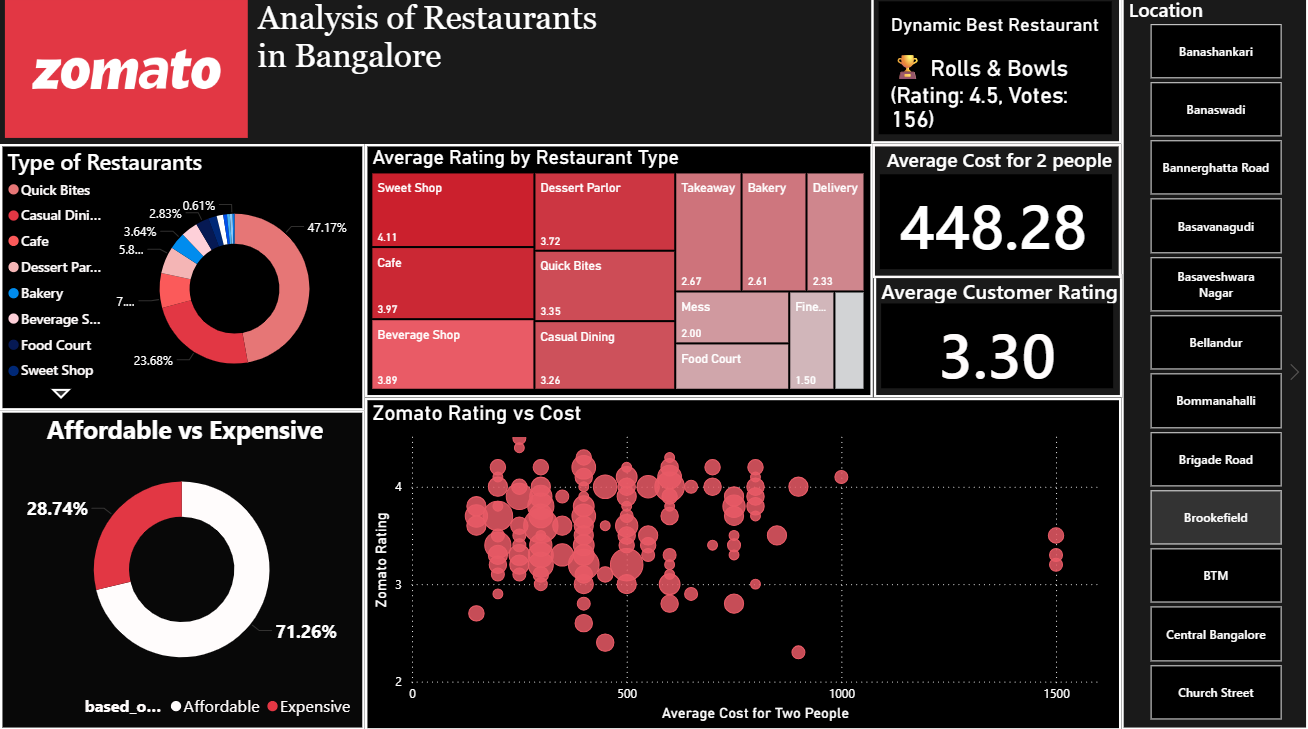 zomato
Analysis of Restaurants
in Bangalore
Dynamic Best Restaurant
🏆 Rolls & Bowls
(Rating: 4.5, Votes:
156)
Location
Banashankari
Banaswadi
Bannerghatta Road
Basavanagudi
Basaveshwara
Nagar
Bellandur
Bommanahalli
Brigade Road
Brookefield
BTM
Central Bangalore
Church Street
Type of Restaurants
Quick Bites
Casual Dini...
Cafe
Dessert Par...
Bakery
Beverage S...
Food Court
Sweet Shop
0.61%
2.83%
3.64%
5.8...
7....
23.68%
47.17%
Average Rating by Restaurant Type
Sweet Shop
4.11
Cafe
3.97
Beverage Shop
3.89
Dessert Parlor
3.72
Quick Bites
3.35
Casual Dining
3.26
Takeaway
2.67
Bakery
2.61
Delivery
2.33
Mess
2.00
Food Court
Fine...
1.50
Average Cost for 2 people
448.28
Average Customer Rating
3.30
Affordable vs Expensive
28.74%
71.26%
based_o... Affordable Expensive
Zomato Rating vs Cost
Zomato Rating
4
3
2
0 500 1000 1500
Average Cost for Two People